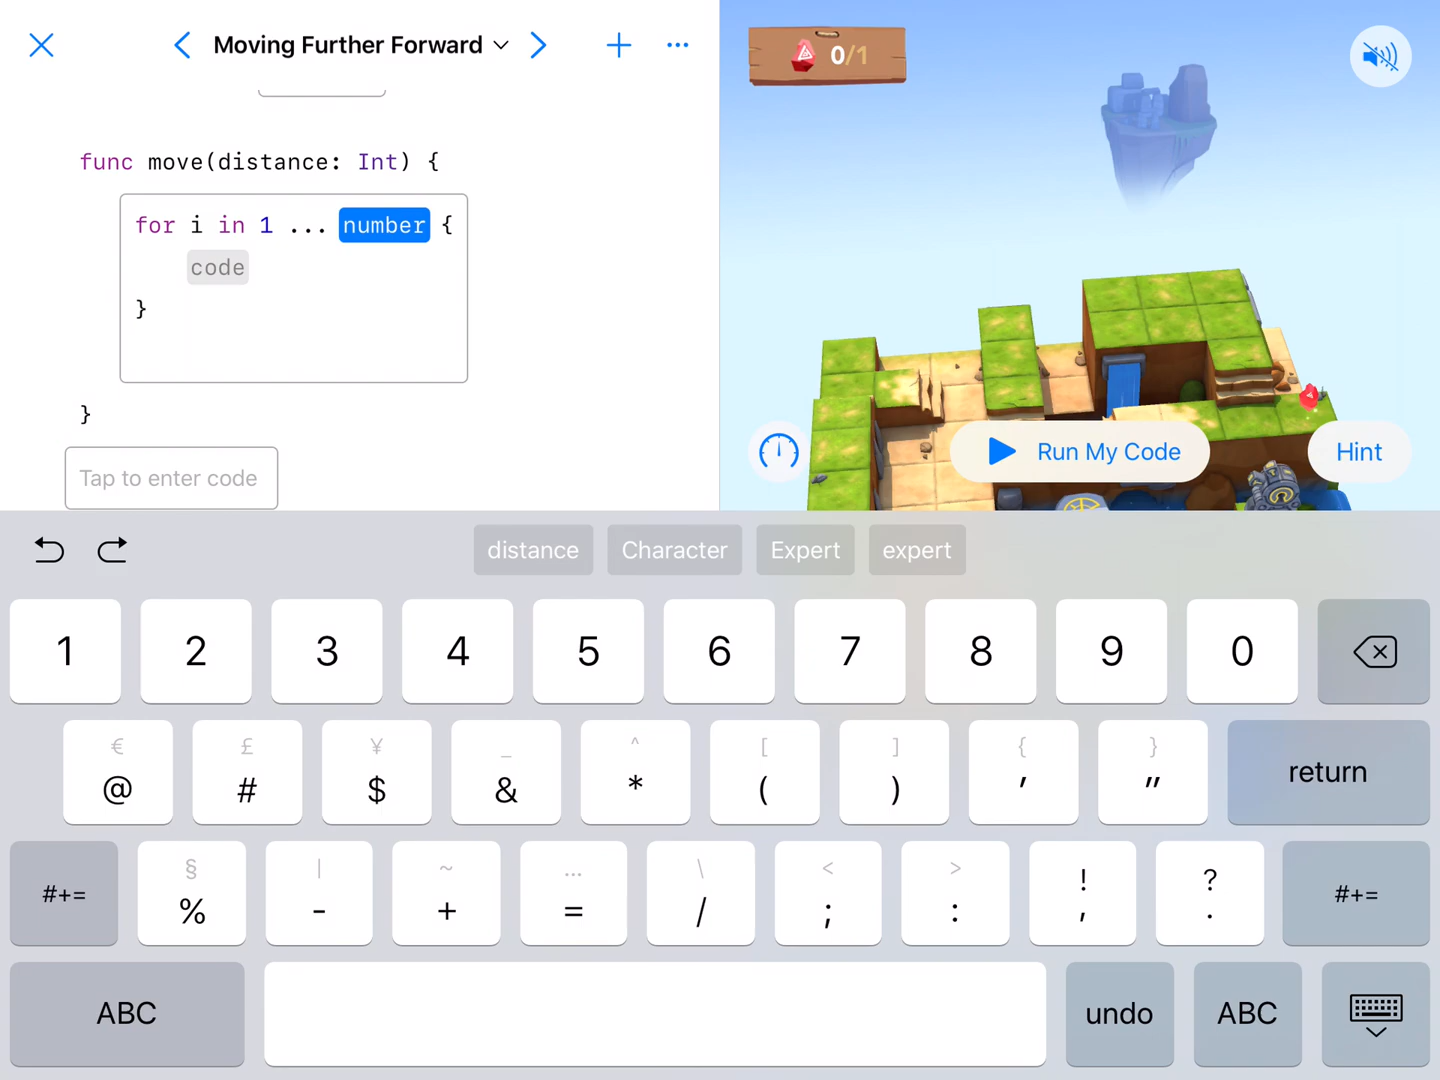 Moving Further Forward
func move(distance: Int) {
for i in 1 ... number {
code
}
}
Tap to enter code
0/1
Run My Code
Hint
distance Character Expert expert
1 2 3 4 5 6 7 8 9 0
€ £ ¥ _ ^ [ ] { }
@ # $ & * ( ) ' " return
§ | ~ ... \ < > ! ?
#+= % - + = / ; : , . #+=
ABC undo ABC